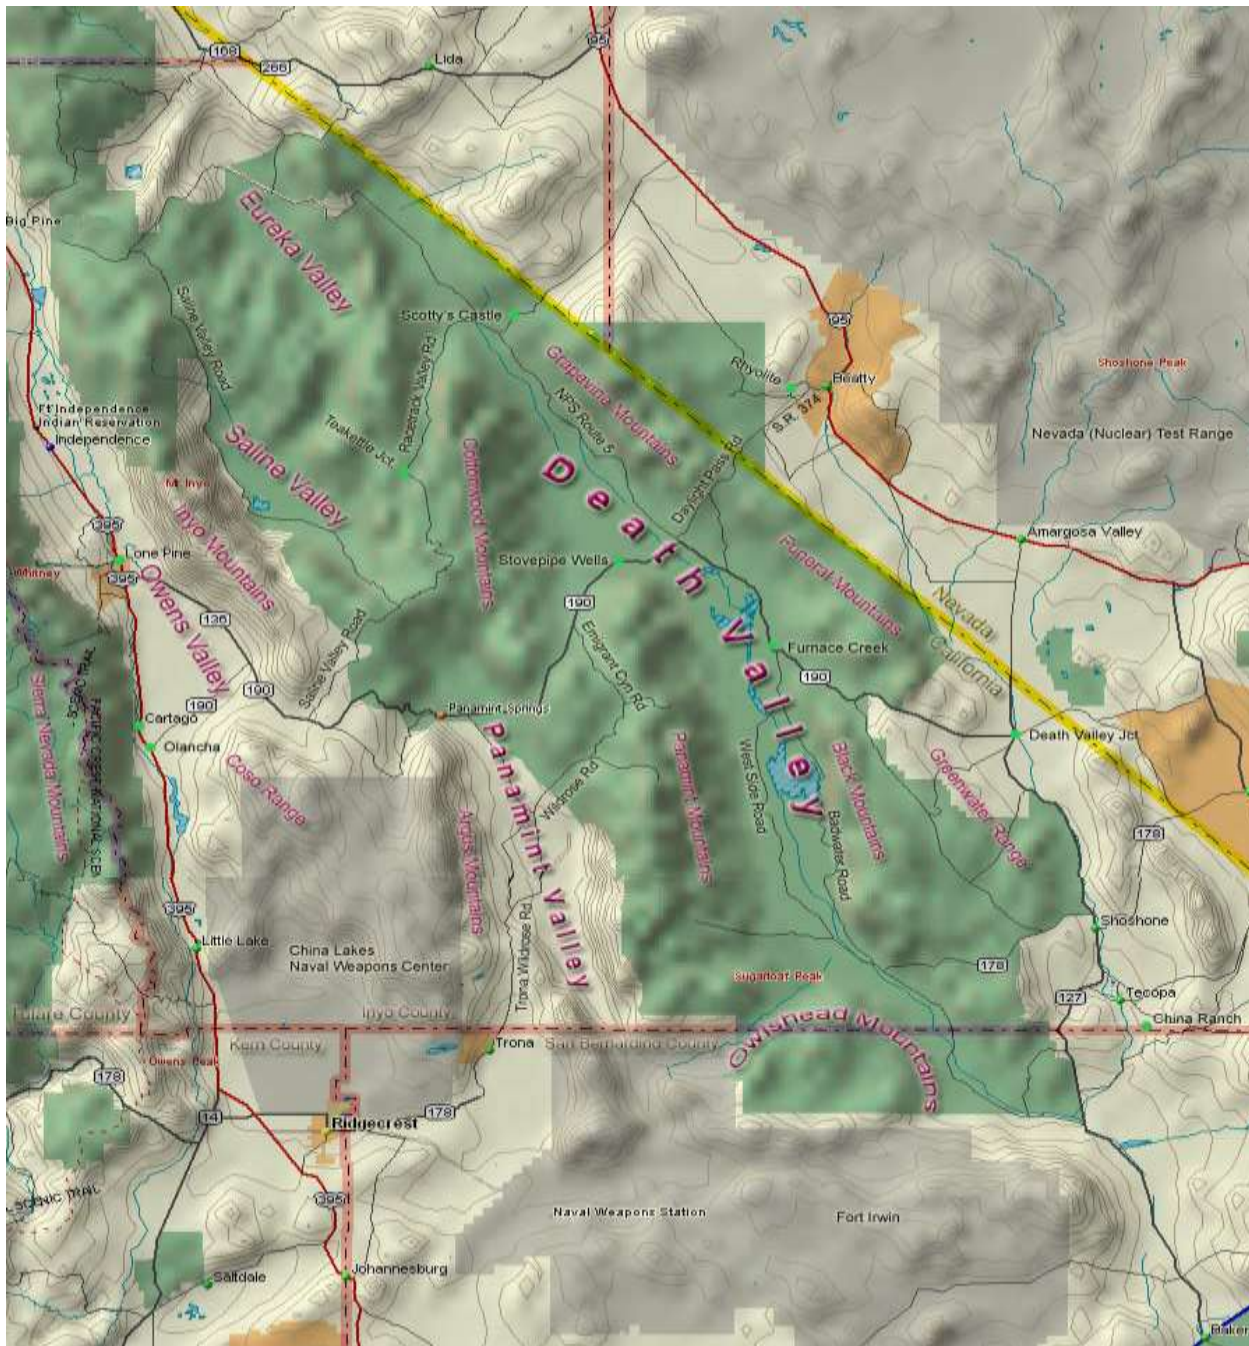 168
266
Lida
95
Big Pine
Eureka Valley
Saline Valley Road
Scotty's Castle
95
Grapavine Mountains
Rhyolite
Beatty
Shoshone Peak
Racetrack Valley Rd
NPS Route 5
S.R. 374
Ft Independence
Indian Reservation
Independence
Teakettle Jct.
Daylight Pass Rd
Nevada (Nuclear) Test Range
Saline Valley
Cottonwood Mountains
Death Valley
Mt Inyo
Inyo Mountains
395
Lone Pine
Whitney
395
Owens Valley
Stovepipe Wells
Amargosa Valley
Funeral Mountains
190
136
Nevada
California
Emigrant Cyn Rd
Furnace Creek
Saline Valley Road
190
190
190
Panamint Springs
Cartago
Olancha
Death Valley Jct
Sierra Nevada Mountains
Coso Range
Panamint Valley
Panamint Mountains
West Side Road
Black Mountains
Greenwater Range
Wildrose Rd
Badwater Road
178
Argus Mountains
395
Little Lake
China Lakes
Naval Weapons Center
Trona Wildrose Rd
Shoshone
178
Sugarloaf Peak
127
Tecopa
China Ranch
Tulare County
Inyo County
Kern County
Trona
San Bernardino County
Owlshead Mountains
Owens Peak
178
14
178
Ridgecrest
SCENIC TRAIL
395
Naval Weapons Station
Fort Irwin
Saltdale
Johannesburg
Baker